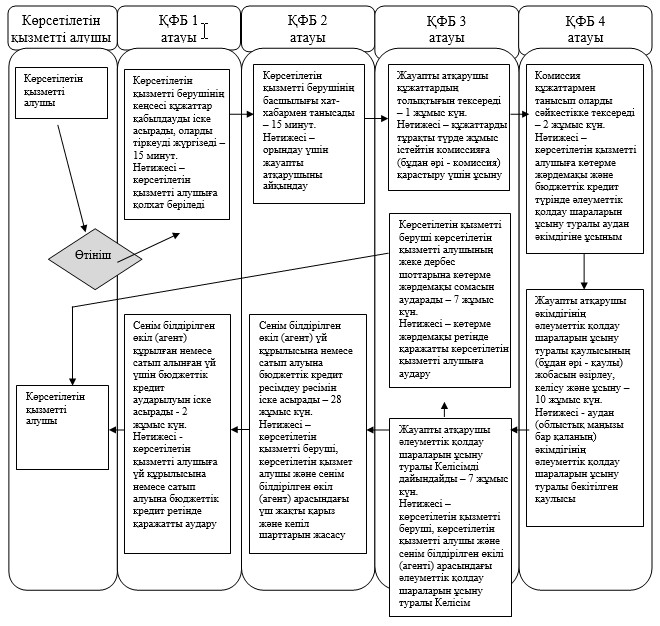 Көрсетілетін
қызметті алушы
ҚФБ 1
атауы
ҚФБ 2
атауы
ҚФБ 3
атауы
ҚФБ 4
атауы
Көрсетілетін
қызметті
алушы
Өтініш
Көрсетілетін
қызметті
алушы
Көрсетілетін
қызметті берушінің
кеңсесі құжаттар
қабылдауды іске
асырады, оларды
тіркеуді жүргізеді –
15 минут.
Нәтижесі –
көрсетілетін
қызметті алушыға
қолхат беріледі
Көрсетілетін
қызметті берушінің
басшылығы хат-
хабармен танысады
– 15 минут.
Нәтижесі –
орындау үшін
жауапты
атқарушыны
айқындау
Жауапты атқарушы
құжаттардың
толықтығын тексереді
– 1 жұмыс күн.
Нәтижесі – құжаттарды
тұрақты түрде жұмыс
істейтін комиссияға
(бұдан әрі - комиссия)
қарастыру үшін ұсыну
Комиссия
құжаттармен
танысып оларды
сәйкестікке тексереді
– 2 жұмыс күн.
Нәтижесі –
көрсетілетін қызметті
алушыға көтерме
жәрдемақы және
бюджеттік кредит
түрінде әлеуметтік
қолдау шараларын
ұсыну туралы аудан
әкімдігіне ұсыным
Жауапты атқарушы
әкімдігінің
әлеуметтік қолдау
шараларын ұсыну
туралы қаулысының
(бұдан әрі - қаулы)
жобасын әзірлеу,
келісу және ұсыну –
10 жұмыс күн.
Нәтижесі - аудан
(облыстық маңызы
бар қаланың)
әкімдігінің
әлеуметтік қолдау
шараларын ұсыну
туралы бекітілген
қаулысы
Көрсетілетін қызметті
беруші көрсетілетін
қызметті алушының
жеке дербес
шоттарына көтерме
жәрдемақы сомасын
аударады – 7 жұмыс
күн.
Нәтижесі – көтерме
жәрдемақы ретінде
қаражатты көрсетілетін
қызметті алушыға
аудару
Жауапты атқарушы
әлеуметтік қолдау
шараларын ұсыну
туралы Келісімді
дайындайды – 7 жұмыс
күн.
Нәтижесі –
көрсетілетін қызметті
беруші, көрсетілетін
қызметті алушы және
сенім білдірілген өкілі
(агенті) арасындағы
әлеуметтік қолдау
шараларын ұсыну
туралы Келісім
Сенім білдірілген
өкіл (агент) үй
құрылысына немесе
сатып алуына
бюджеттік кредит
ресімдеу рәсімін
іске асырады – 28
жұмыс күн.
Нәтижесі –
көрсетілетін
қызметті беруші,
көрсетілетін қызмет
алушы және сенім
білдірілген өкіл
(агент) арасындағы
үш жақты қарыз
және кепіл
шарттарын жасасу
Сенім білдірілген
өкіл (агент)
құрылған немесе
сатып алынған үй
үшін бюджеттік
кредит
аударылуын іске
асырады - 2
жұмыс күн.
Нәтижесі -
көрсетілетін
қызметті алушыға
үй құрылысына
немесе сатып
алуына бюджеттік
кредит ретінде
қаражатты аудару